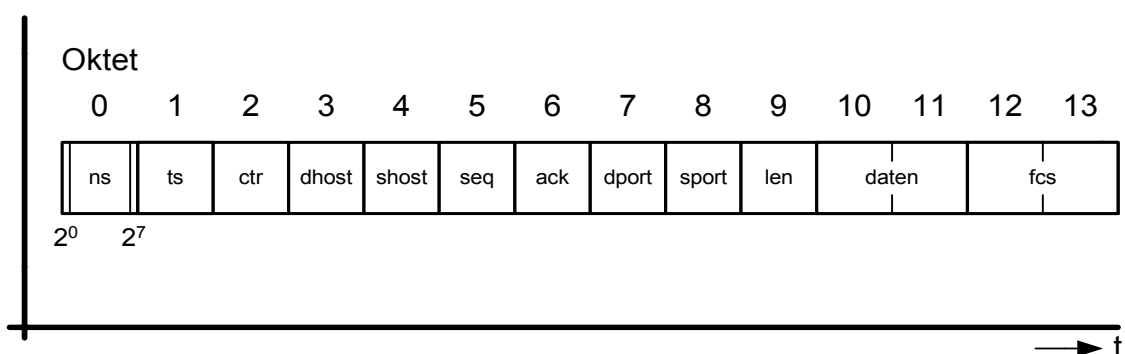 Oktet
0 1 2 3 4 5 6 7 8 9 10 11 12 13
ns ts ctr dhost shost seq ack dport sport len daten fcs
2⁰ 2⁷
t